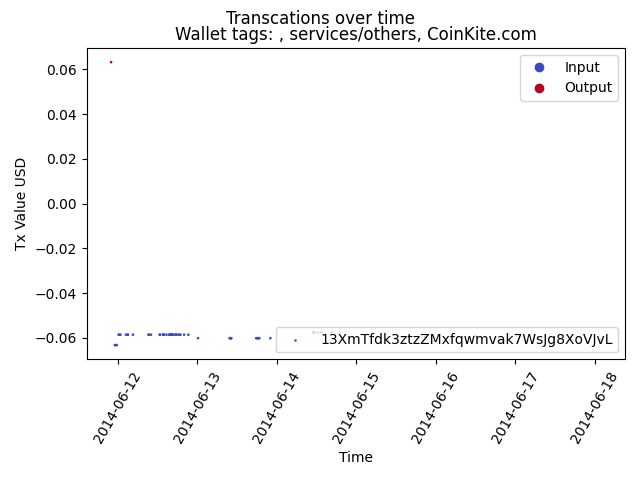 Transcations over time
Wallet tags: , services/others, CoinKite.com
Input
Output
0.06
0.04
0.02
0.00
−0.02
−0.04
−0.06
Tx Value USD
13XmTfdk3ztzZMxfqwmvak7WsJg8XoVJvL
2014-06-12
2014-06-13
2014-06-14
2014-06-15
2014-06-16
2014-06-17
2014-06-18
Time